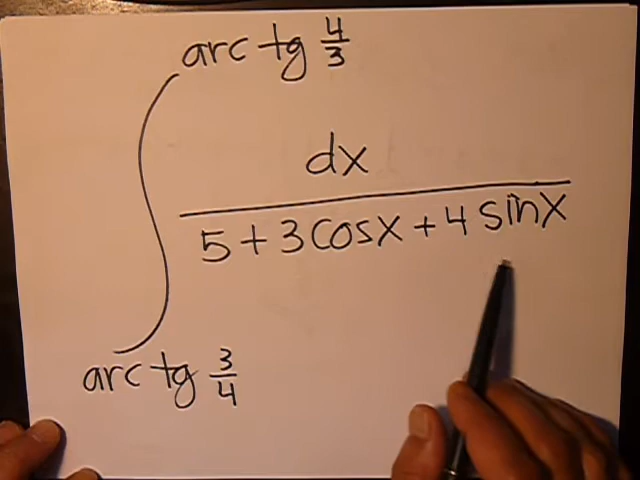 arc tg 4/3
dx
5 + 3 cos x + 4 sin x
arc tg 3/4